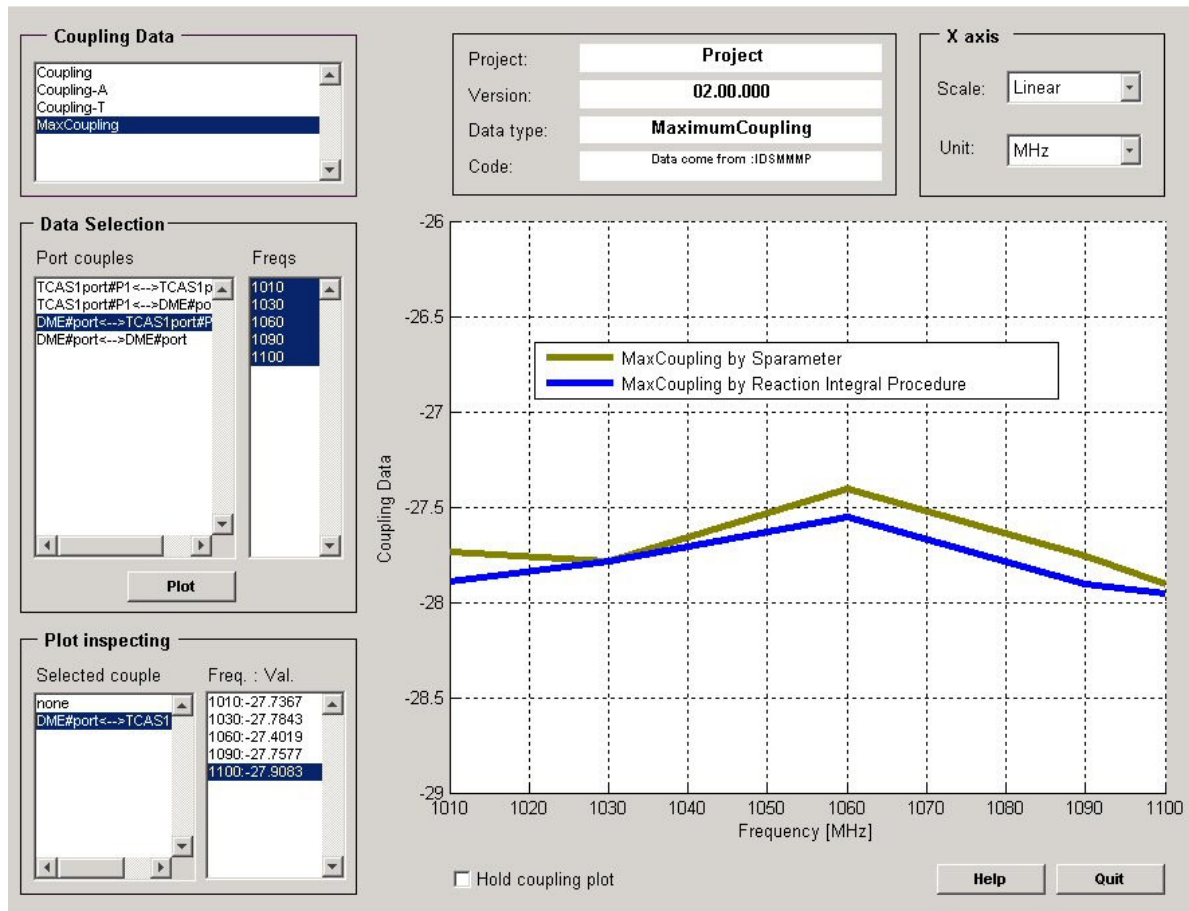 Coupling Data
Coupling
Coupling-A
Coupling-T
MaxCoupling
Project: Project
Version: 02.00.000
Data type: MaximumCoupling
Code: Data come from :IDSMMMP
X axis
Scale: Linear
Unit: MHz
Data Selection
Port couples Freqs
TCAS1port#P1<-->TCAS1p
TCAS1port#P1<-->DME#po
DME#port<-->TCAS1port#P
DME#port<-->DME#port
1010
1030
1060
1090
1100
Plot
Plot inspecting
Selected couple Freq. : Val.
none
DME#port<-->TCAS1
1010:-27.7367
1030:-27.7843
1060:-27.4019
1090:-27.7577
1100:-27.9083
Coupling Data
-26
-26.5
-27
-27.5
-28
-28.5
-29
MaxCoupling by Sparameter
MaxCoupling by Reaction Integral Procedure
1010 1020 1030 1040 1050 1060 1070 1080 1090 1100
Frequency [MHz]
Hold coupling plot
Help
Quit